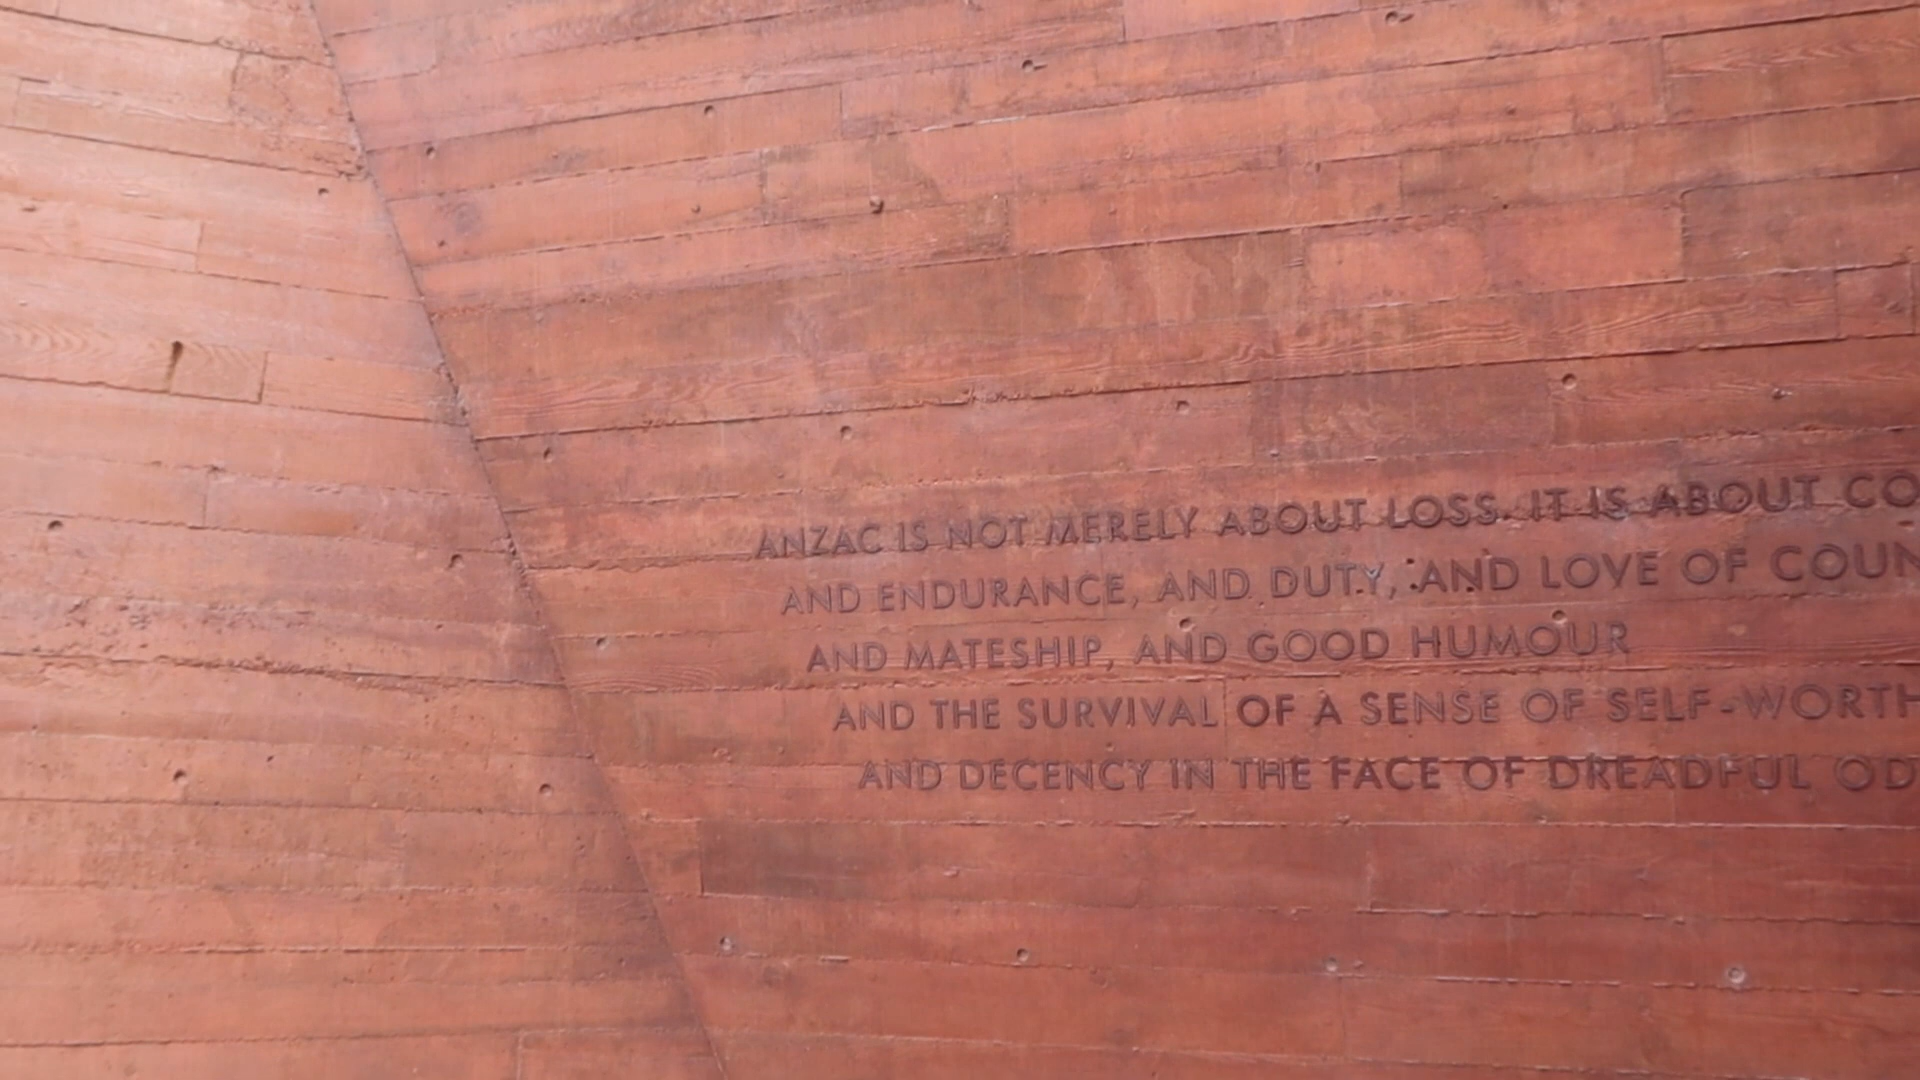 ANZAC IS NOT MERELY ABOUT LOSS. IT IS ABOUT CO
AND ENDURANCE, AND DUTY, AND LOVE OF COUN
AND MATESHIP, AND GOOD HUMOUR
AND THE SURVIVAL OF A SENSE OF SELF-WORTH
AND DECENCY IN THE FACE OF DREADFUL OD